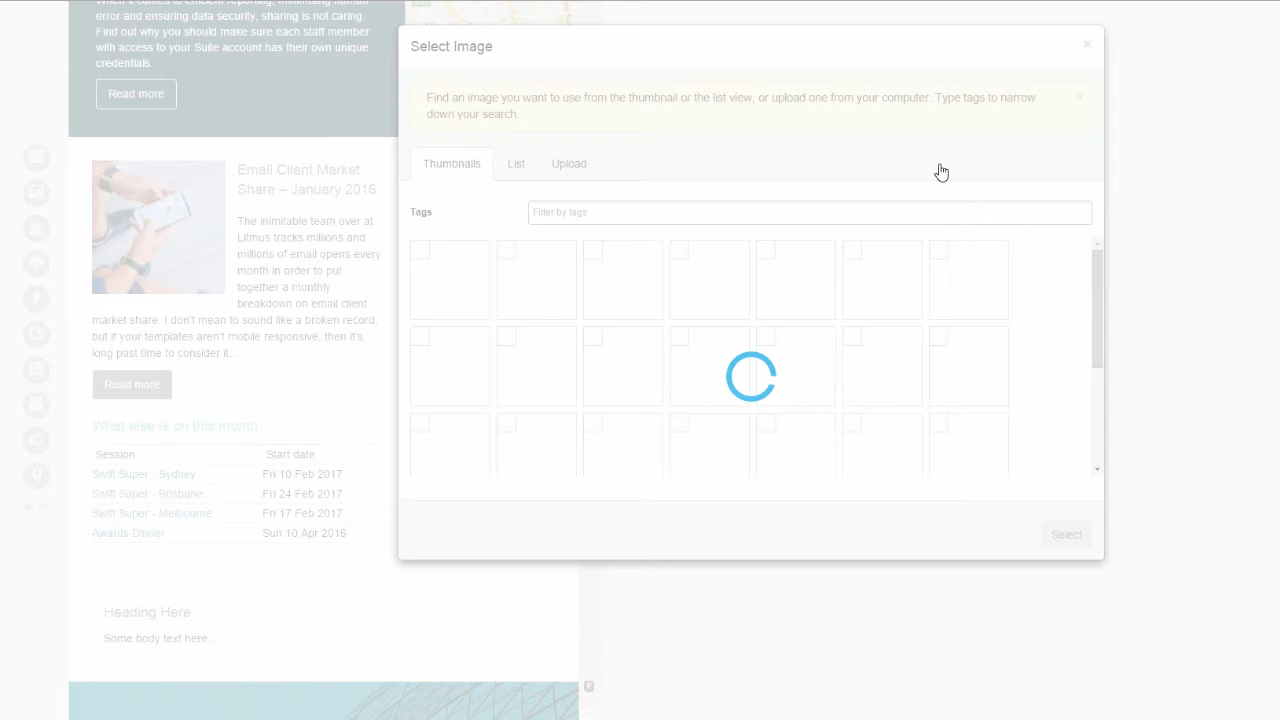 When it comes to efficient reporting, minimising human
error and ensuring data security, sharing is not caring.
Find out why you should make sure each staff member
with access to your Suite account has their own unique
credentials.
Read more
Email Client Market
Share – January 2016
The inimitable team over at
Litmus tracks millions and
millions of email opens every
month in order to put
together a monthly
breakdown on email client
market share. I don't mean to sound like a broken record,
but if your templates aren't mobile responsive, then it's
long past time to consider it…
Read more
What else is on this month
Session Start date
Swift Super - Sydney Fri 10 Feb 2017
Swift Super - Brisbane Fri 24 Feb 2017
Swift Super - Melbourne Fri 17 Feb 2017
Awards Dinner Sun 10 Apr 2016
Heading Here
Some body text here...
Select Image
×
Find an image you want to use from the thumbnail or the list view, or upload one from your computer. Type tags to narrow
down your search.
×
Thumbnails List Upload
Tags Filter by tags
Select